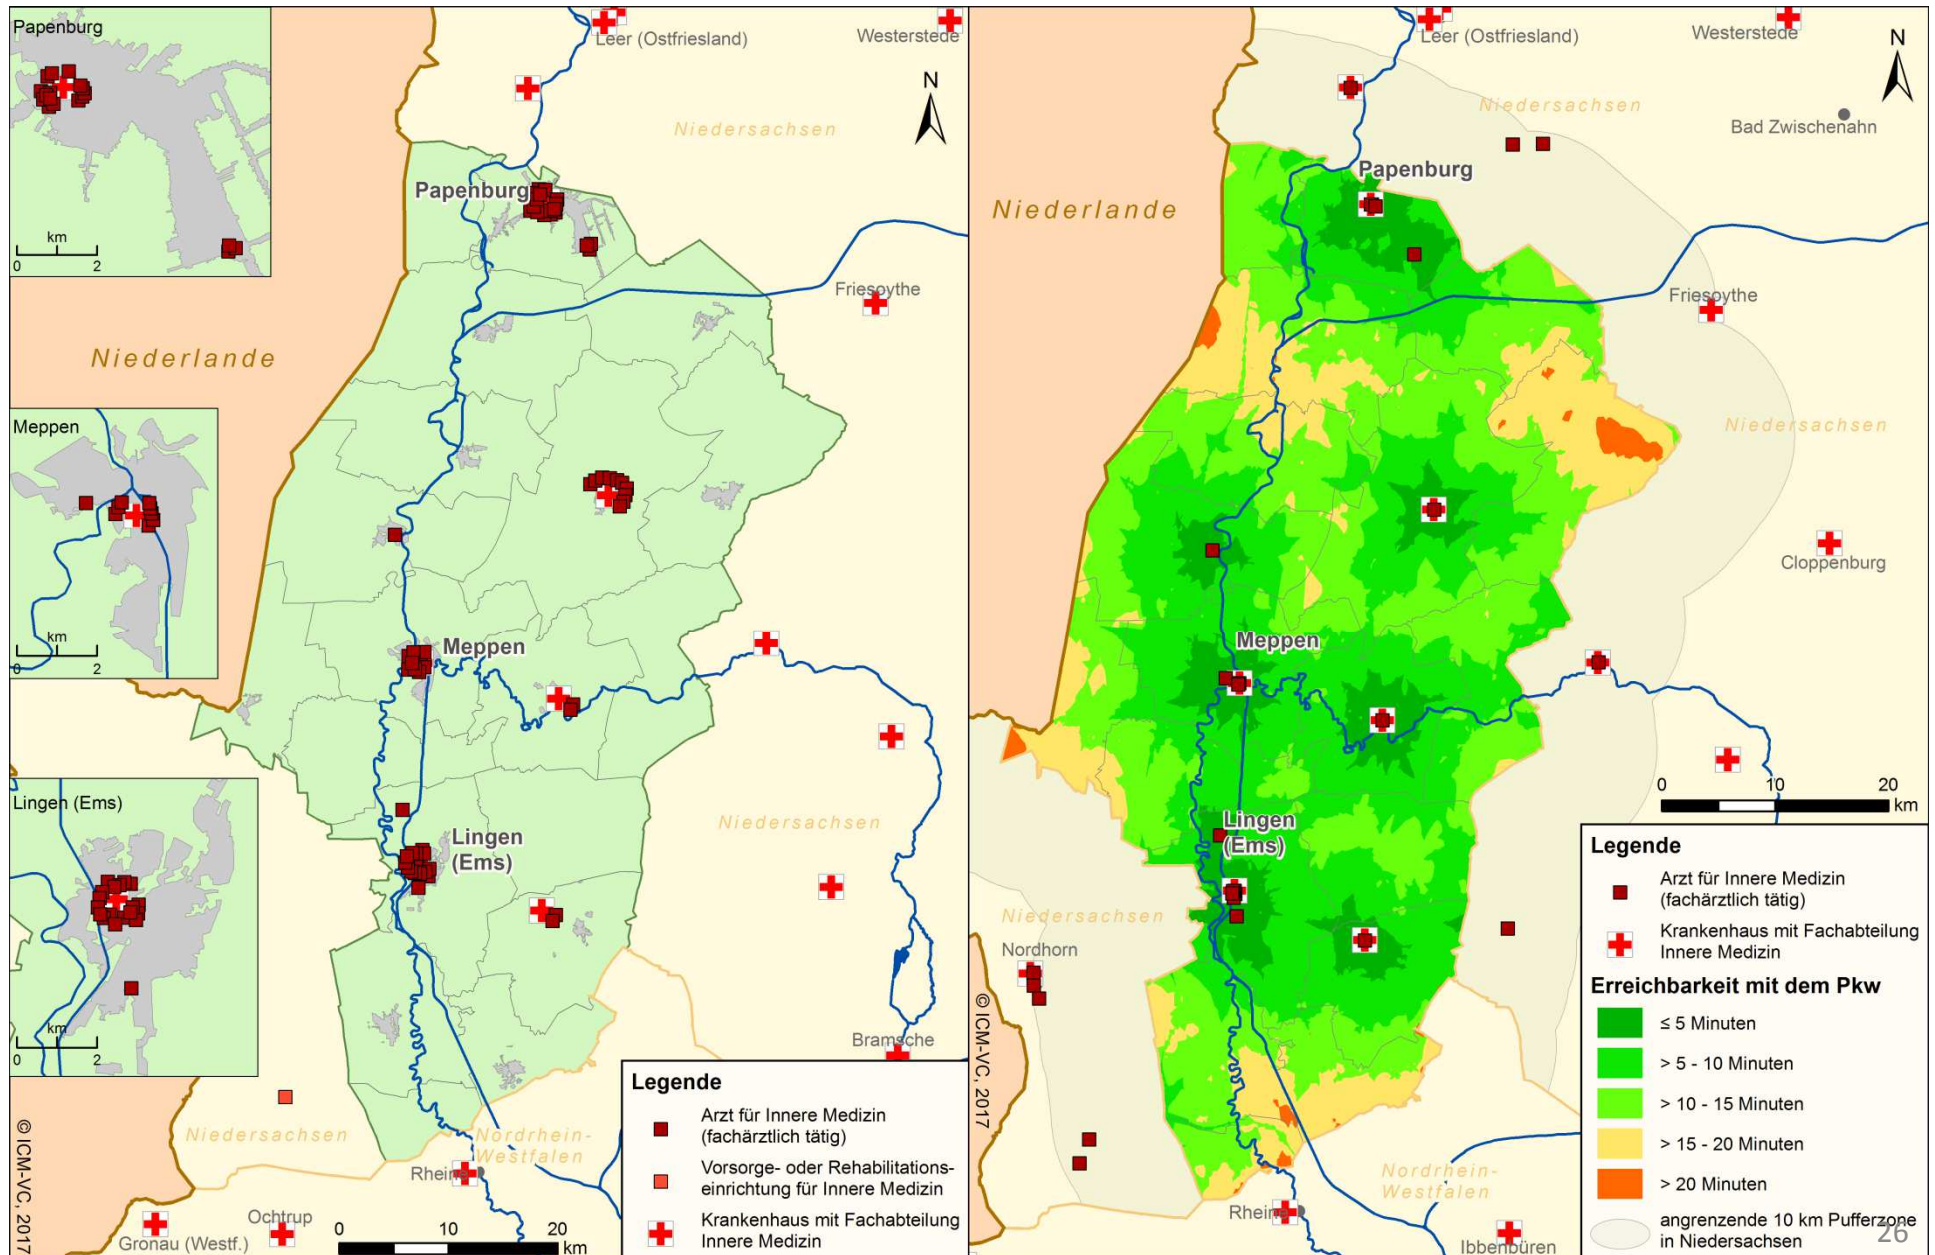 Papenburg
km
0 2
Meppen
km
0 2
Lingen (Ems)
km
0 2
Leer (Ostfriesland)
Westerstede
N
Niedersachsen
Papenburg
Friesoythe
Niederlande
Meppen
Lingen
(Ems)
Niedersachsen
Bramsche
Niedersachsen
Nordrhein-
Westfalen
Rheine
Ochtrup
Gronau (Westf.)
0 10 20
km
© ICM-VC, 2017
Legende
Arzt für Innere Medizin
(fachärztlich tätig)
Vorsorge- oder Rehabilitations-
einrichtung für Innere Medizin
Krankenhaus mit Fachabteilung
Innere Medizin
Leer (Ostfriesland)
Westerstede
N
Niedersachsen
Bad Zwischenahn
Papenburg
Niederlande
Friesoythe
Niedersachsen
Cloppenburg
Meppen
0 10 20
km
Lingen
(Ems)
Niedersachsen
Nordhorn
© ICM-VC, 2017
Nordrhein-
Westfalen
Rheine
Ibbenbüren
Legende
Arzt für Innere Medizin
(fachärztlich tätig)
Krankenhaus mit Fachabteilung
Innere Medizin
Erreichbarkeit mit dem Pkw
≤ 5 Minuten
> 5 - 10 Minuten
> 10 - 15 Minuten
> 15 - 20 Minuten
> 20 Minuten
angrenzende 10 km Pufferzone
in Niedersachsen
26